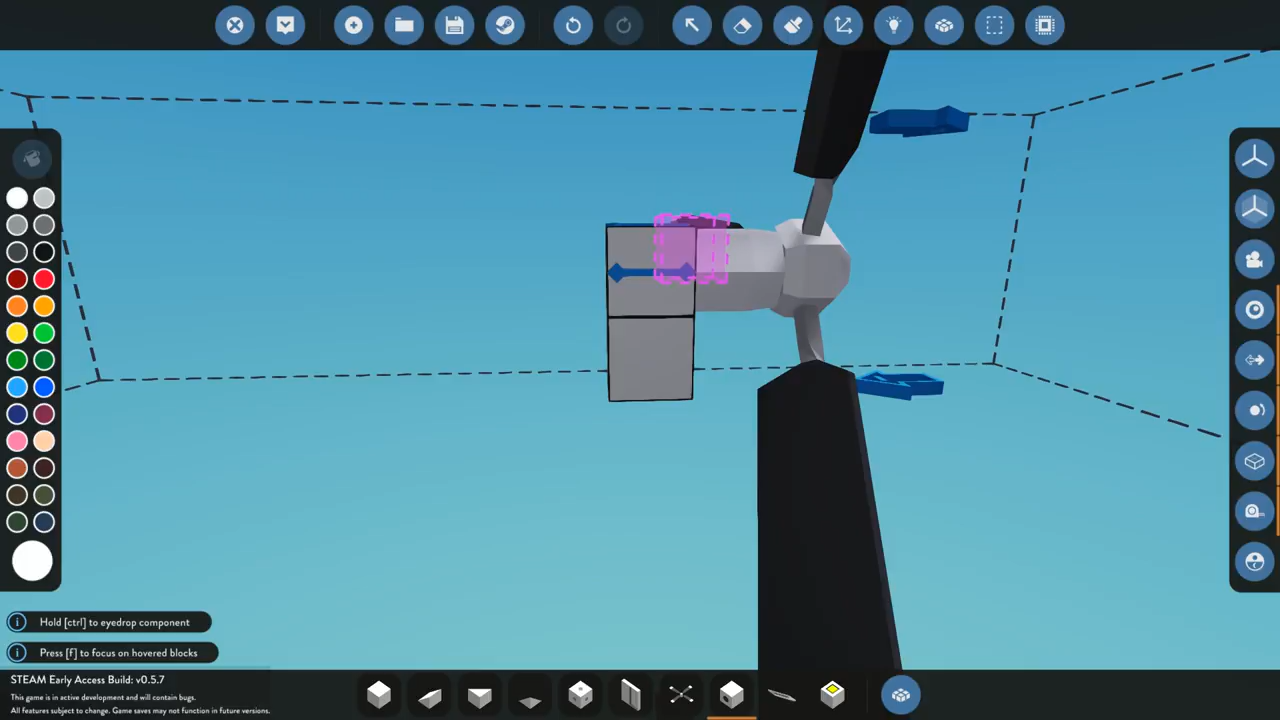 Hold [ctrl] to eyedrop component
Press [f] to focus on hovered blocks
STEAM Early Access Build: v0.5.7
This game is in active development and will contain bugs.
All features subject to change. Game saves may not function in future versions.